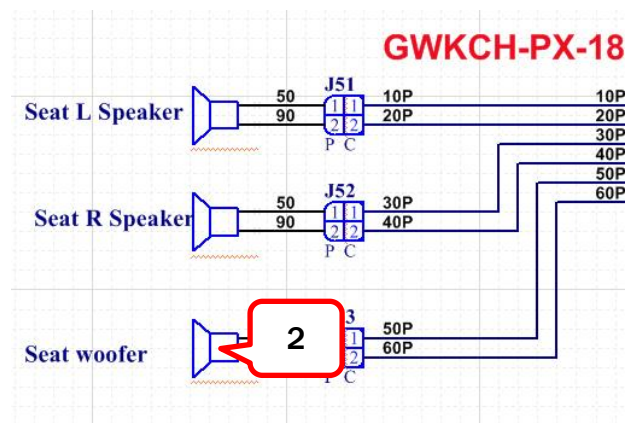 GWKCH-PX-18
J51
50 10P 10P
Seat L Speaker 1 1
90 20P 20P
2 2
P C 30P
40P
J52 50P
50 30P 60P
Seat R Speaker 1 1
90 40P
2 2
P C
3
2 1 50P
Seat woofer 2 60P
C